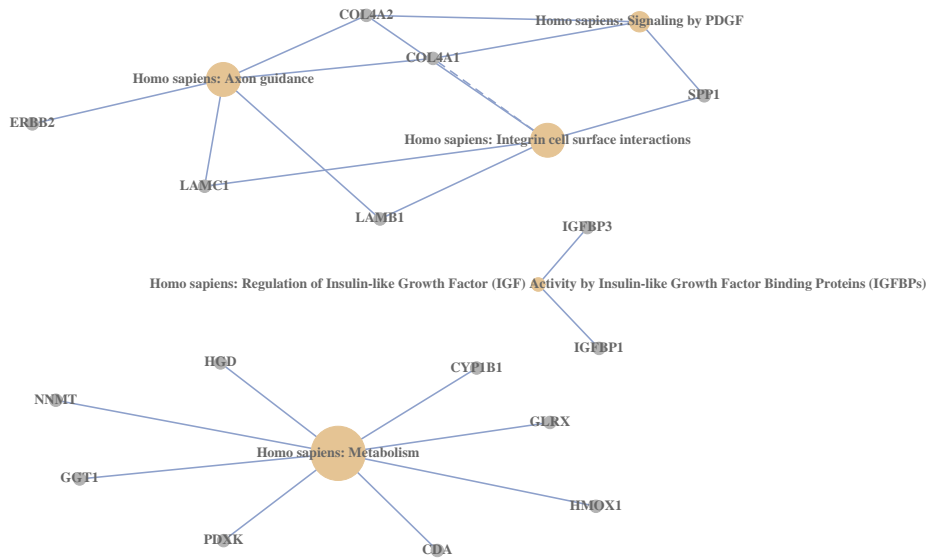 COL4A2
Homo sapiens: Signaling by PDGF
COL4A1
Homo sapiens: Axon guidance
SPP1
ERBB2
Homo sapiens: Integrin cell surface interactions
LAMC1
LAMB1
IGFBP3
Homo sapiens: Regulation of Insulin-like Growth Factor (IGF) Activity by Insulin-like Growth Factor Binding Proteins (IGFBPs)
IGFBP1
HGD
CYP1B1
NNMT
GLRX
Homo sapiens: Metabolism
GGT1
HMOX1
PDXK
CDA